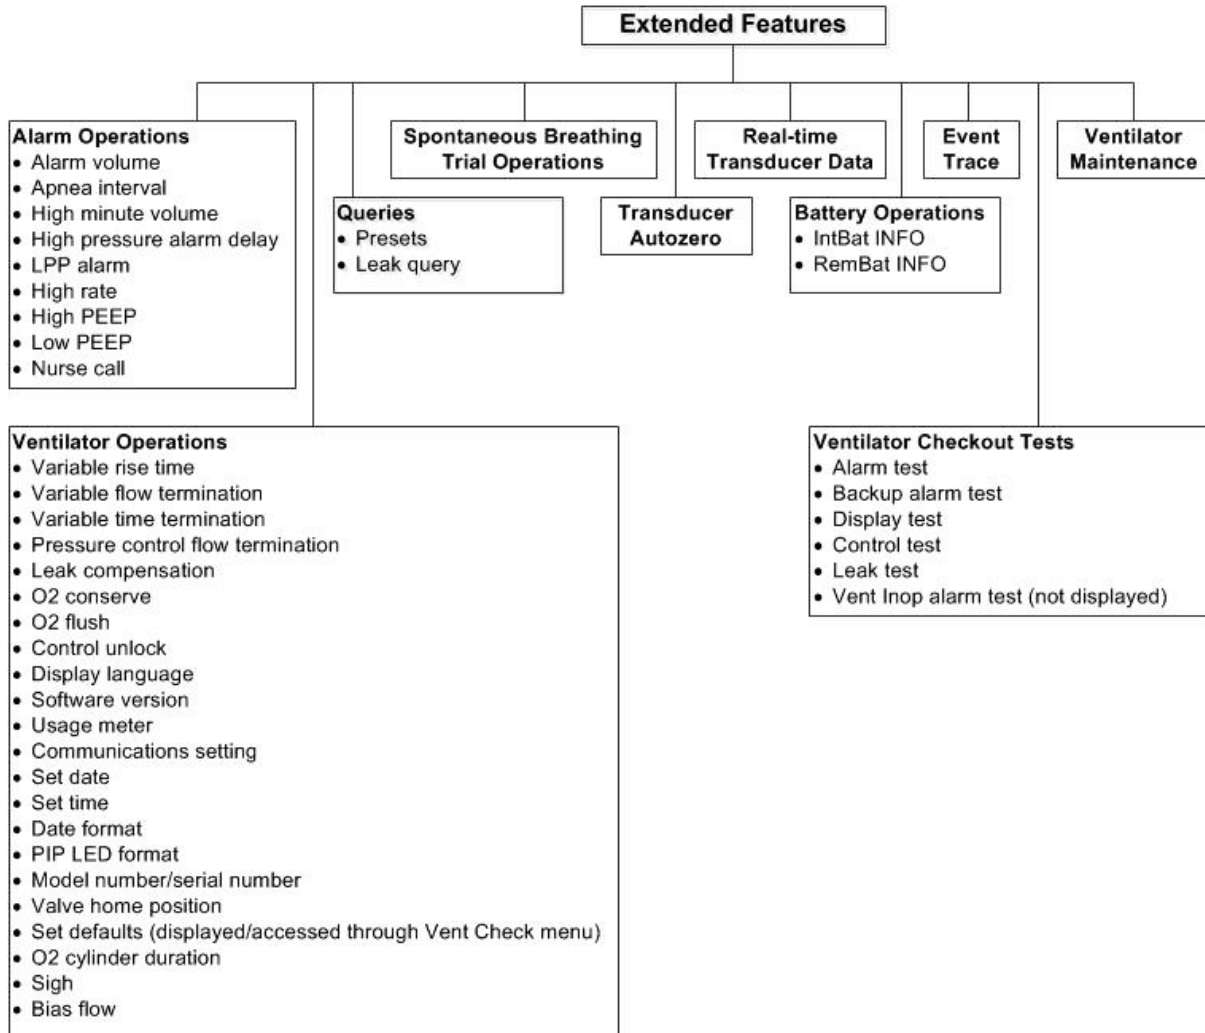 Extended Features
Alarm Operations
• Alarm volume
• Apnea interval
• High minute volume
• High pressure alarm delay
• LPP alarm
• High rate
• High PEEP
• Low PEEP
• Nurse call
Spontaneous Breathing
Trial Operations
Real-time
Transducer Data
Event
Trace
Ventilator
Maintenance
Queries
• Presets
• Leak query
Transducer
Autozero
Battery Operations
• IntBat INFO
• RemBat INFO
Ventilator Operations
• Variable rise time
• Variable flow termination
• Variable time termination
• Pressure control flow termination
• Leak compensation
• O2 conserve
• O2 flush
• Control unlock
• Display language
• Software version
• Usage meter
• Communications setting
• Set date
• Set time
• Date format
• PIP LED format
• Model number/serial number
• Valve home position
• Set defaults (displayed/accessed through Vent Check menu)
• O2 cylinder duration
• Sigh
• Bias flow
Ventilator Checkout Tests
• Alarm test
• Backup alarm test
• Display test
• Control test
• Leak test
• Vent Inop alarm test (not displayed)